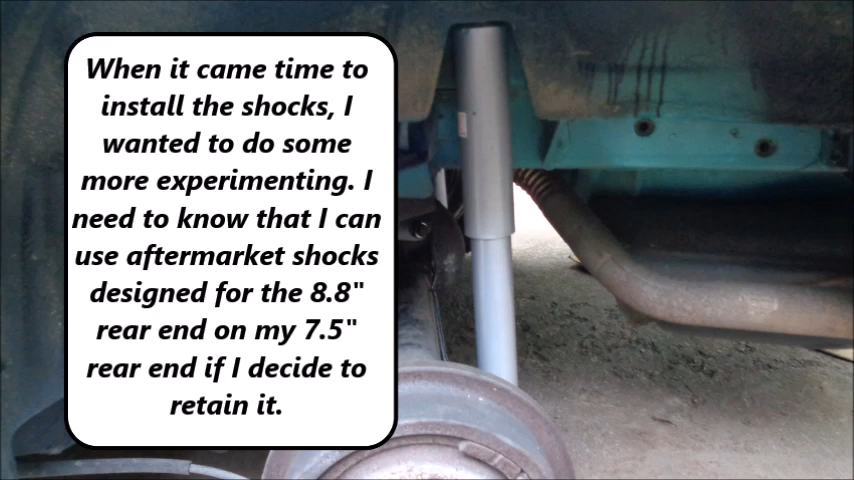 When it came time to
install the shocks, I
wanted to do some
more experimenting. I
need to know that I can
use aftermarket shocks
designed for the 8.8"
rear end on my 7.5"
rear end if I decide to
retain it.